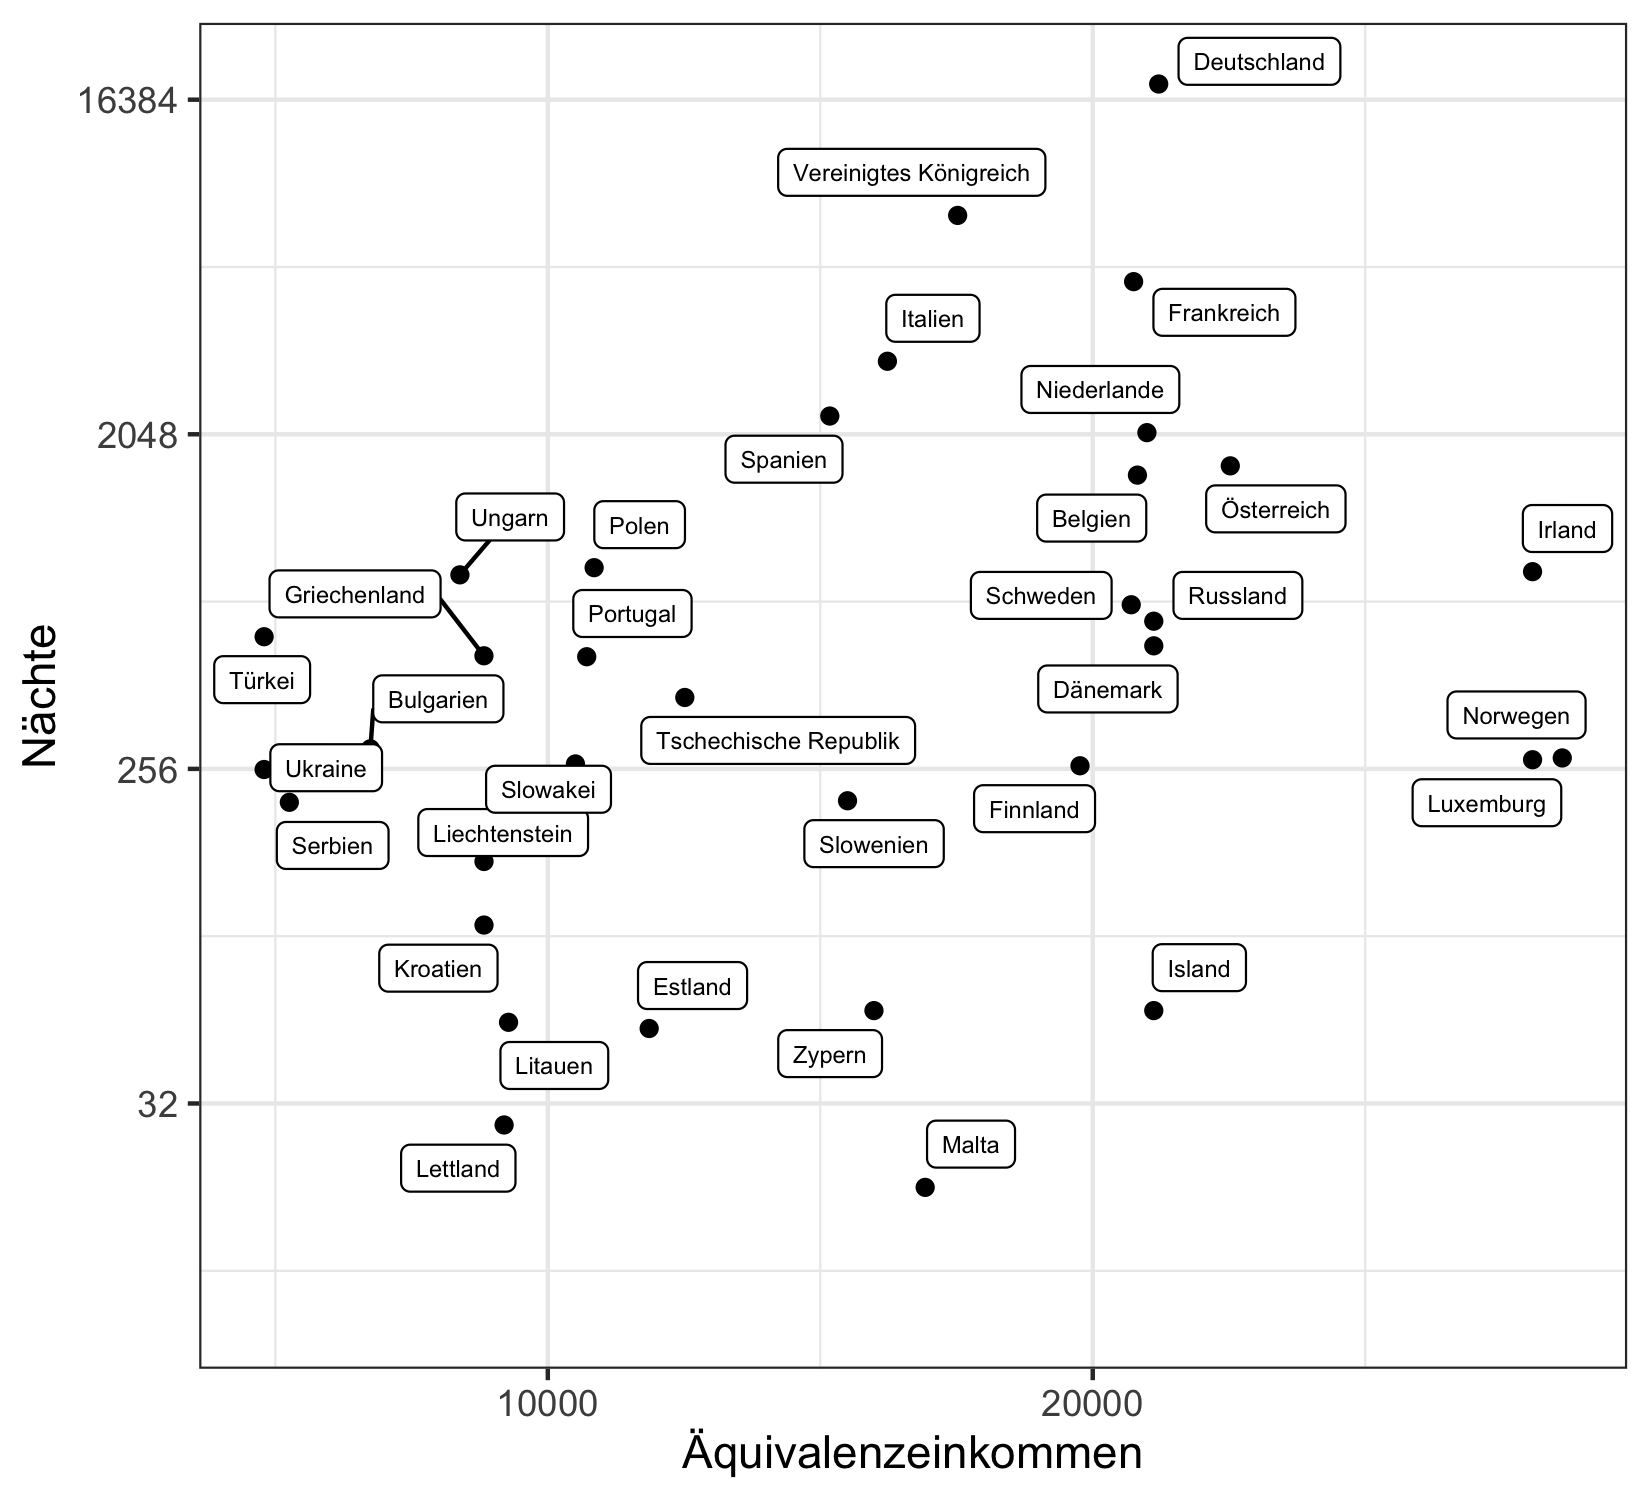 Deutschland
16384
Vereinigtes Königreich
Frankreich
Italien
Niederlande
2048
Spanien
Österreich
Belgien
Ungarn
Polen
Irland
Griechenland
Schweden
Russland
Portugal
Türkei
Dänemark
Bulgarien
Norwegen
Tschechische Republik
256
Ukraine
Slowakei
Luxemburg
Finnland
Liechtenstein
Serbien
Slowenien
Kroatien
Island
Estland
Zypern
Litauen
32
Malta
Lettland
Nächte
10000
20000
Äquivalenzeinkommen